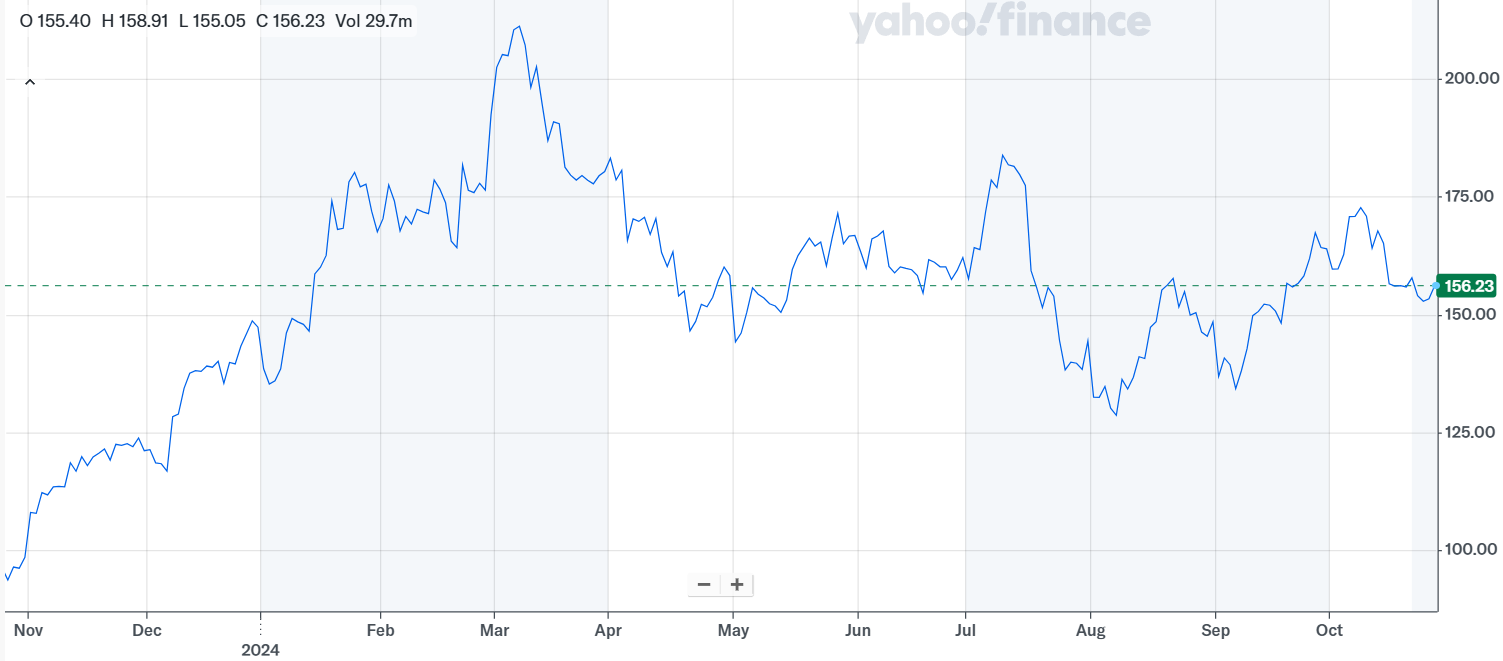 O 155.40 H 158.91 L 155.05 C 156.23 Vol 29.7m
yahoo!finance
200.00
175.00
156.23
150.00
125.00
100.00
− +
Nov Dec Feb Mar Apr May Jun Jul Aug Sep Oct
2024